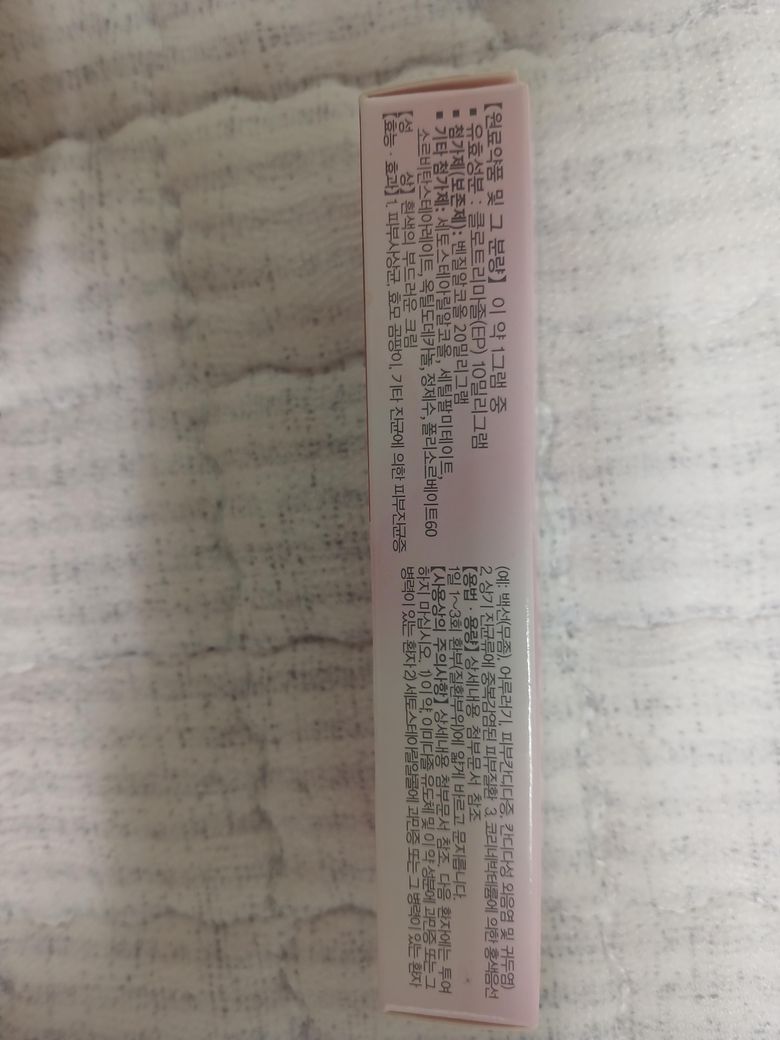 【원료약품 및 그 분량】 이 약 1그램 중
▪ 유효성분 : 클로트리마졸(EP) 10밀리그램
▪ 첨가제(보존제): 벤질알코올 20밀리그램
▪ 기타 첨가제: 세토스테아릴알코올, 세틸팔미테이트,
소르비탄스테아레이트, 옥틸도데카놀, 정제수, 폴리소르베이트60
【성 상】 흰색의 부드러운 크림
【효능·효과】 1. 피부사상균, 효모 곰팡이, 기타 진균에 의한 피부진균증
(예: 백선(무좀), 어루러기, 피부칸디다증, 칸디다성 외음염 및 귀두염)
2. 상기 진균류에 중복감염된 피부질환 3. 코리네박테륨에 의한 홍색음선
【용법·용량】 상세내용 첨부문서 참조
1일 1~3회 환부(질환부위)에 얇게 바르고 문지릅니다.
【사용상의 주의사항】 상세내용 첨부문서 참조. 다음 환자에는 투여
하지 마십시오. 1) 이 약, 이미다졸 유도체 및 이 약 성분에 과민증 또는 그
병력이 있는 환자 2) 세토스테아릴알콜에 과민증 또는 그 병력이 있는 환자